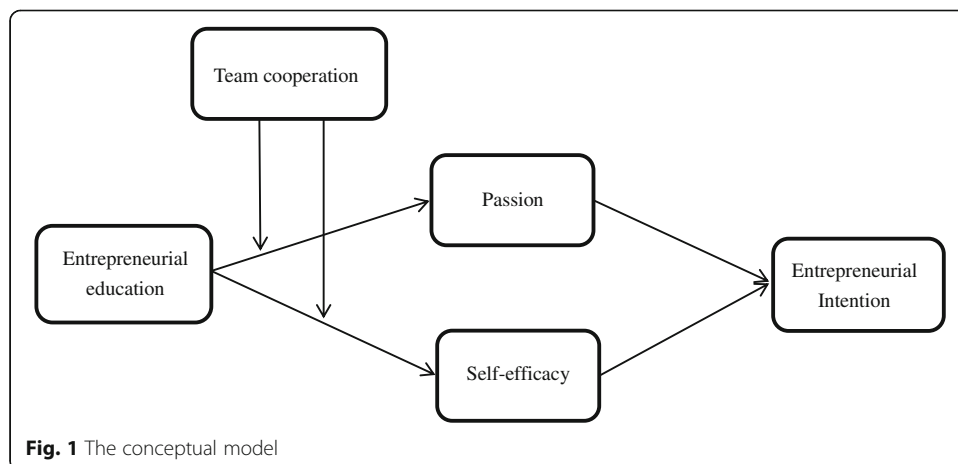 Team cooperation
Passion
Entrepreneurial
education
Entrepreneurial
Intention
Self-efficacy
Fig. 1 The conceptual model